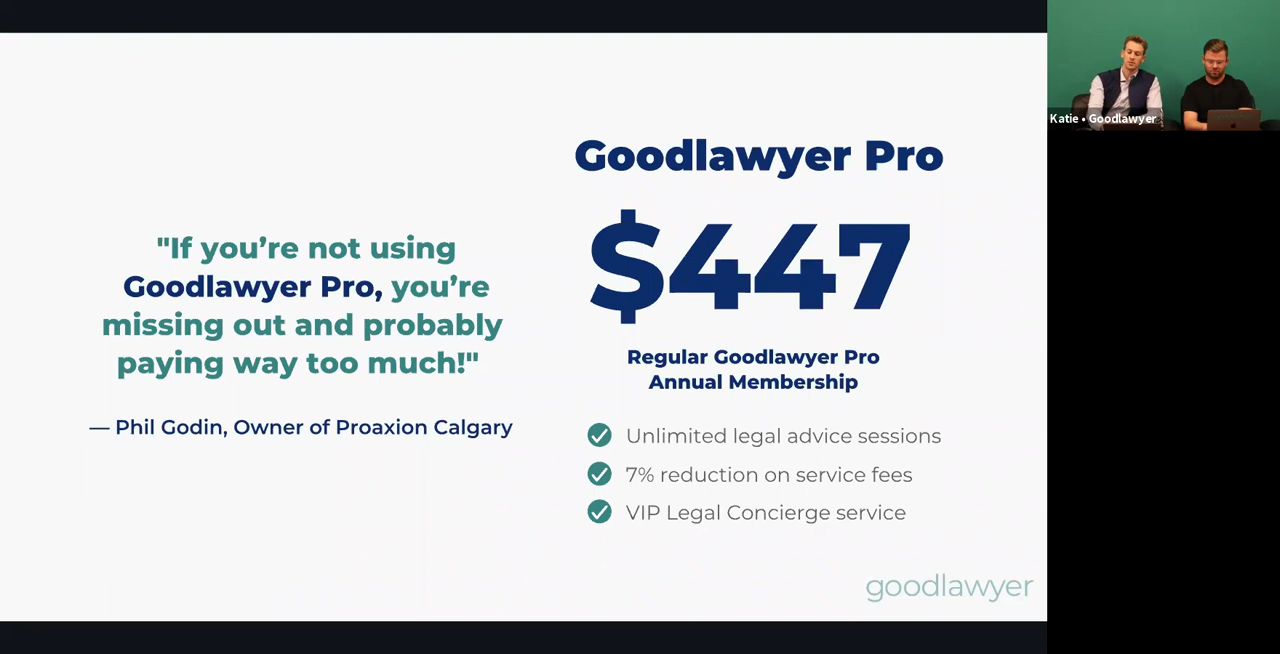 "If you’re not using
Goodlawyer Pro, you’re
missing out and probably
paying way too much!"
— Phil Godin, Owner of Proaxion Calgary
Goodlawyer Pro
$447
Regular Goodlawyer Pro
Annual Membership
Unlimited legal advice sessions
7% reduction on service fees
VIP Legal Concierge service
goodlawyer
Katie • Goodlawyer